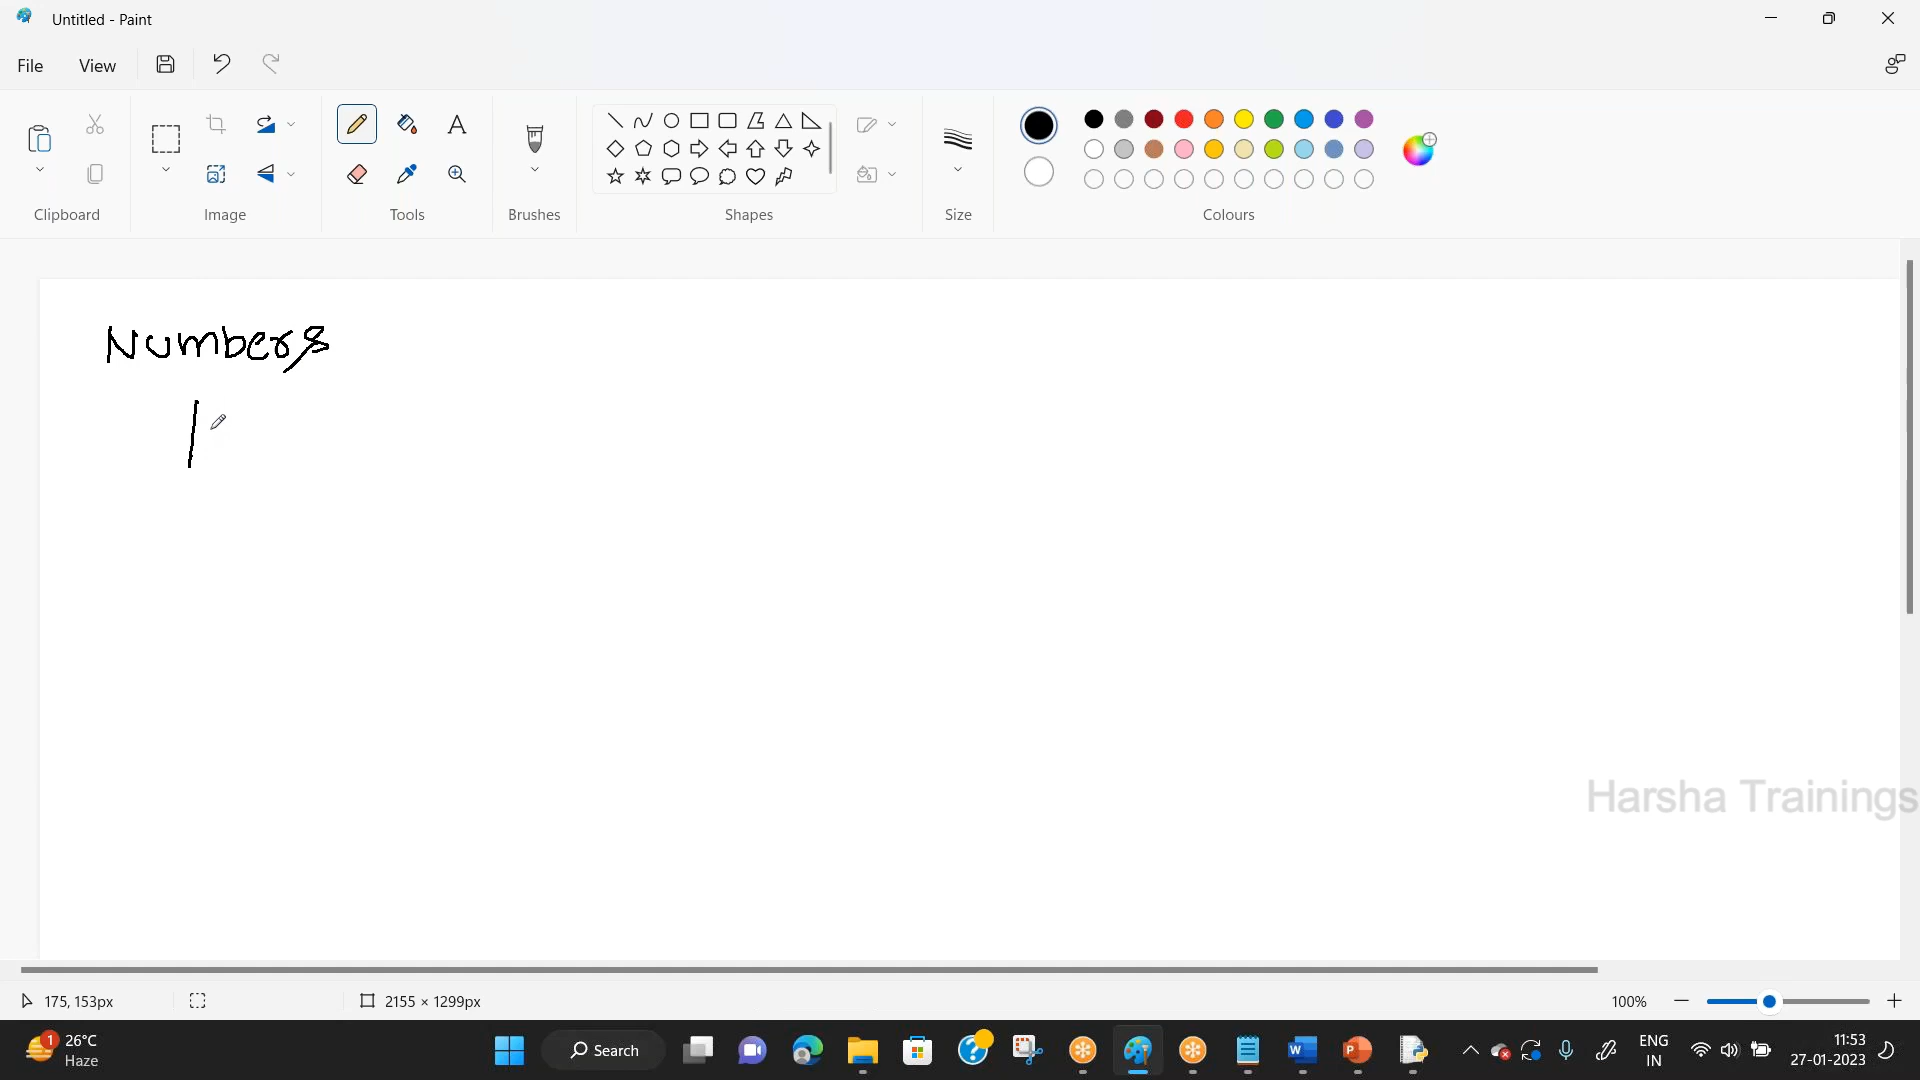 Untitled - Paint
File View
Clipboard Image Tools Brushes Shapes Size Colours
Numbers
Harsha Trainings
175, 153px 2155 × 1299px 100%
1 26°C
Haze
Search
ENG
IN
11:53
27-01-2023